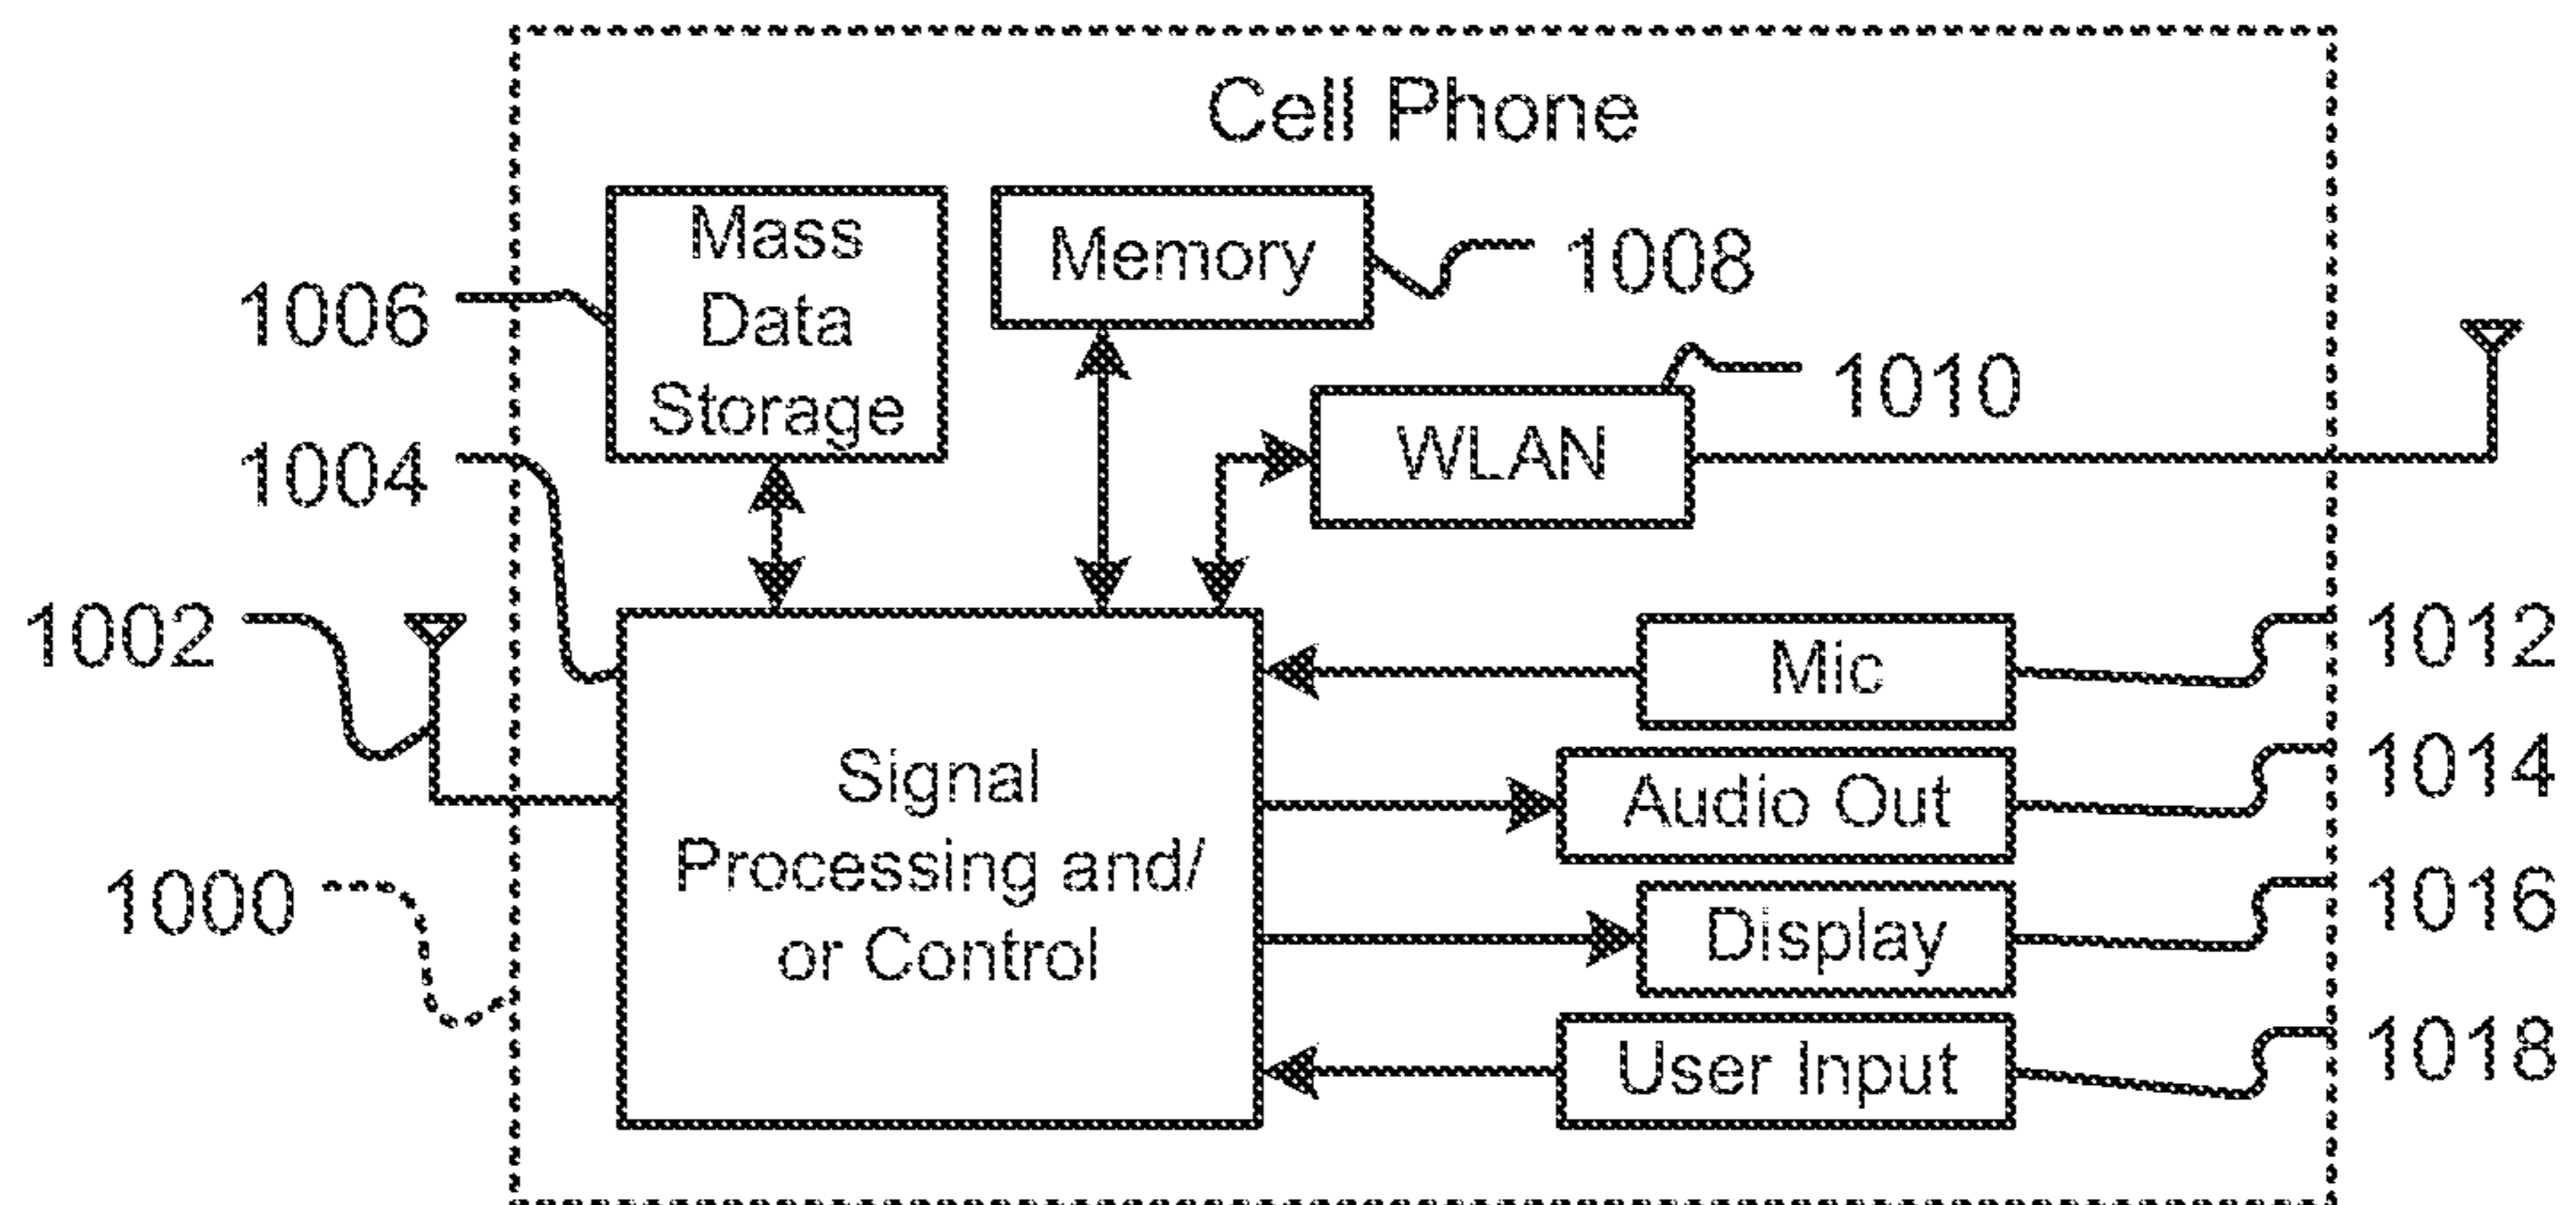 Cell Phone
Mass
Data
Storage
Memory
1008
1006
1010
WLAN
1004
1002
Mic
1012
Signal
Processing and/
or Control
Audio Out
1014
1000
Display
1016
User Input
1018